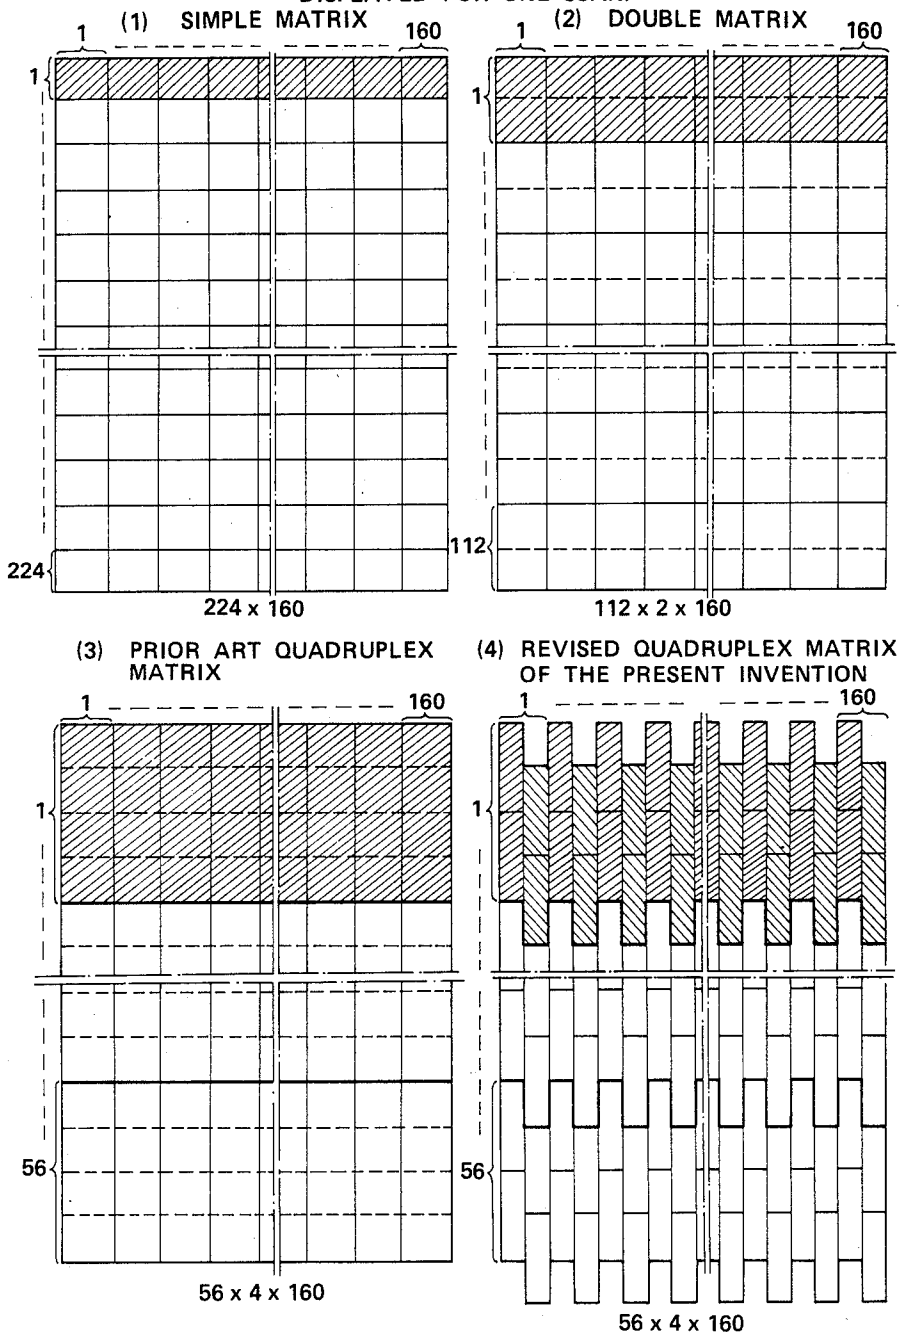 (1) SIMPLE MATRIX
1 160
1
224
224 x 160
(2) DOUBLE MATRIX
1 160
1
112
112 x 2 x 160
(3) PRIOR ART QUADRUPLEX
MATRIX
1 160
1
56
56 x 4 x 160
(4) REVISED QUADRUPLEX MATRIX
OF THE PRESENT INVENTION
1 160
1
56
56 x 4 x 160